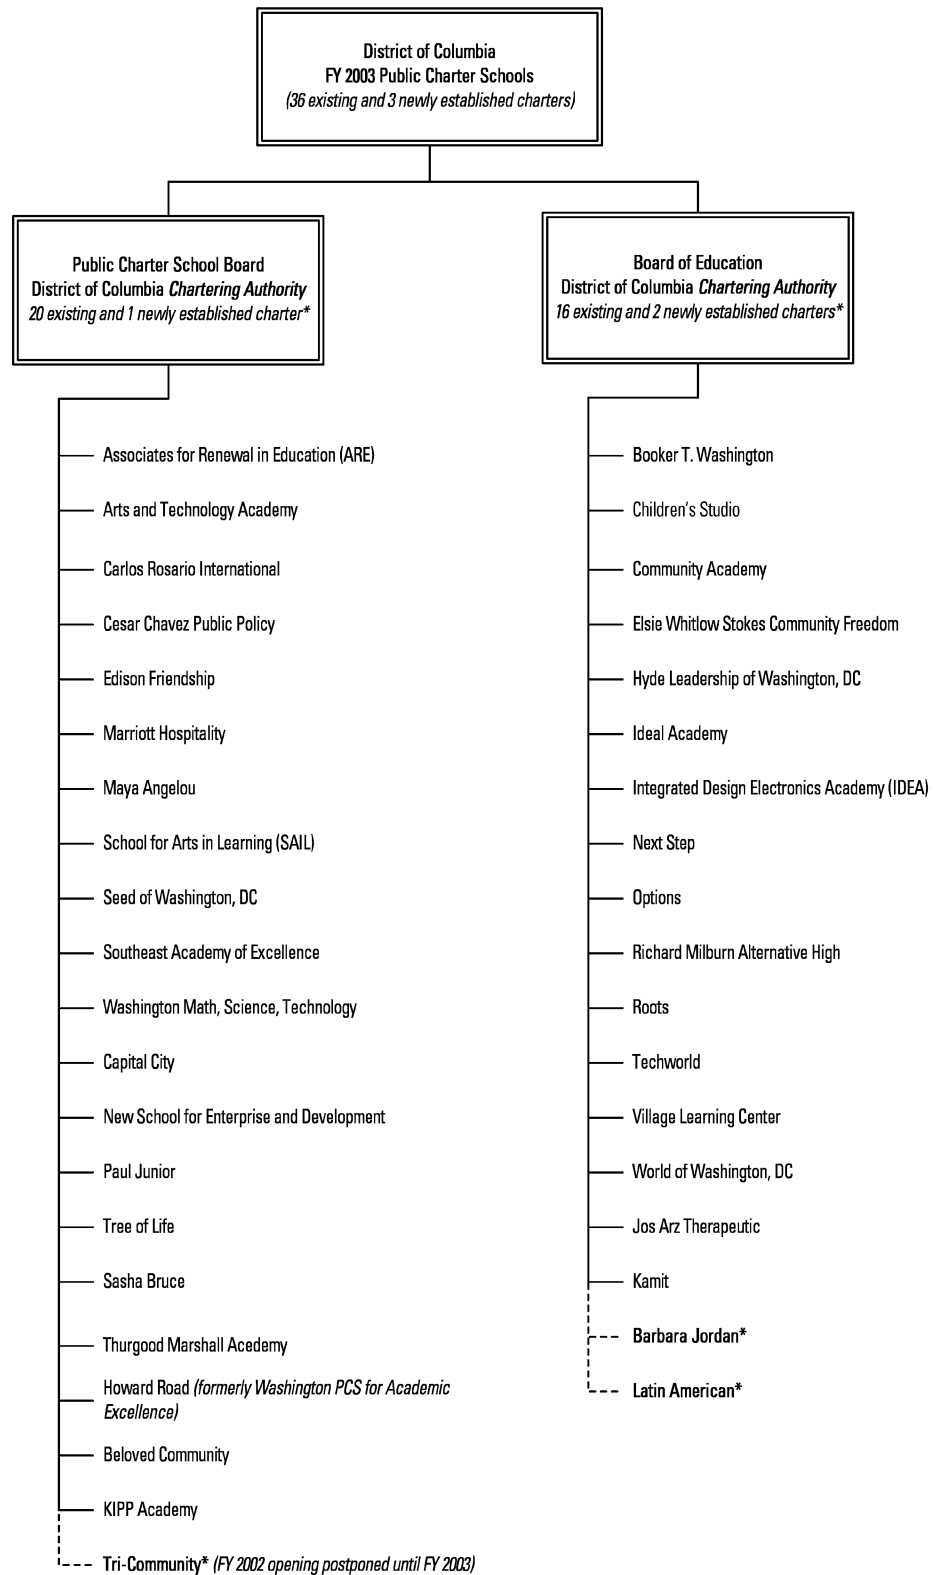 District of Columbia
FY 2003 Public Charter Schools
(36 existing and 3 newly established charters)
Public Charter School Board
District of Columbia Chartering Authority
20 existing and 1 newly established charter*
Associates for Renewal in Education (ARE)
Arts and Technology Academy
Carlos Rosario International
Cesar Chavez Public Policy
Edison Friendship
Marriott Hospitality
Maya Angelou
School for Arts in Learning (SAIL)
Seed of Washington, DC
Southeast Academy of Excellence
Washington Math, Science, Technology
Capital City
New School for Enterprise and Development
Paul Junior
Tree of Life
Sasha Bruce
Thurgood Marshall Acedemy
Howard Road (formerly Washington PCS for Academic
Excellence)
Beloved Community
KIPP Academy
Tri-Community* (FY 2002 opening postponed until FY 2003)
Board of Education
District of Columbia Chartering Authority
16 existing and 2 newly established charters*
Booker T. Washington
Children's Studio
Community Academy
Elsie Whitlow Stokes Community Freedom
Hyde Leadership of Washington, DC
Ideal Academy
Integrated Design Electronics Academy (IDEA)
Next Step
Options
Richard Milburn Alternative High
Roots
Techworld
Village Learning Center
World of Washington, DC
Jos Arz Therapeutic
Kamit
Barbara Jordan*
Latin American*